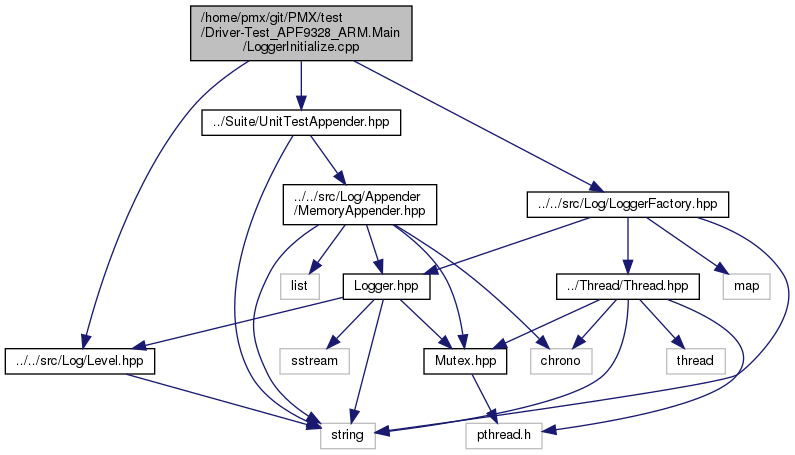 /home/pmx/git/PMX/test
/Driver-Test_APF9328_ARM.Main
/LoggerInitialize.cpp
../Suite/UnitTestAppender.hpp
../../src/Log/Appender
/MemoryAppender.hpp
../../src/Log/LoggerFactory.hpp
list
Logger.hpp
../Thread/Thread.hpp
map
../../src/Log/Level.hpp
sstream
Mutex.hpp
chrono
thread
string
pthread.h